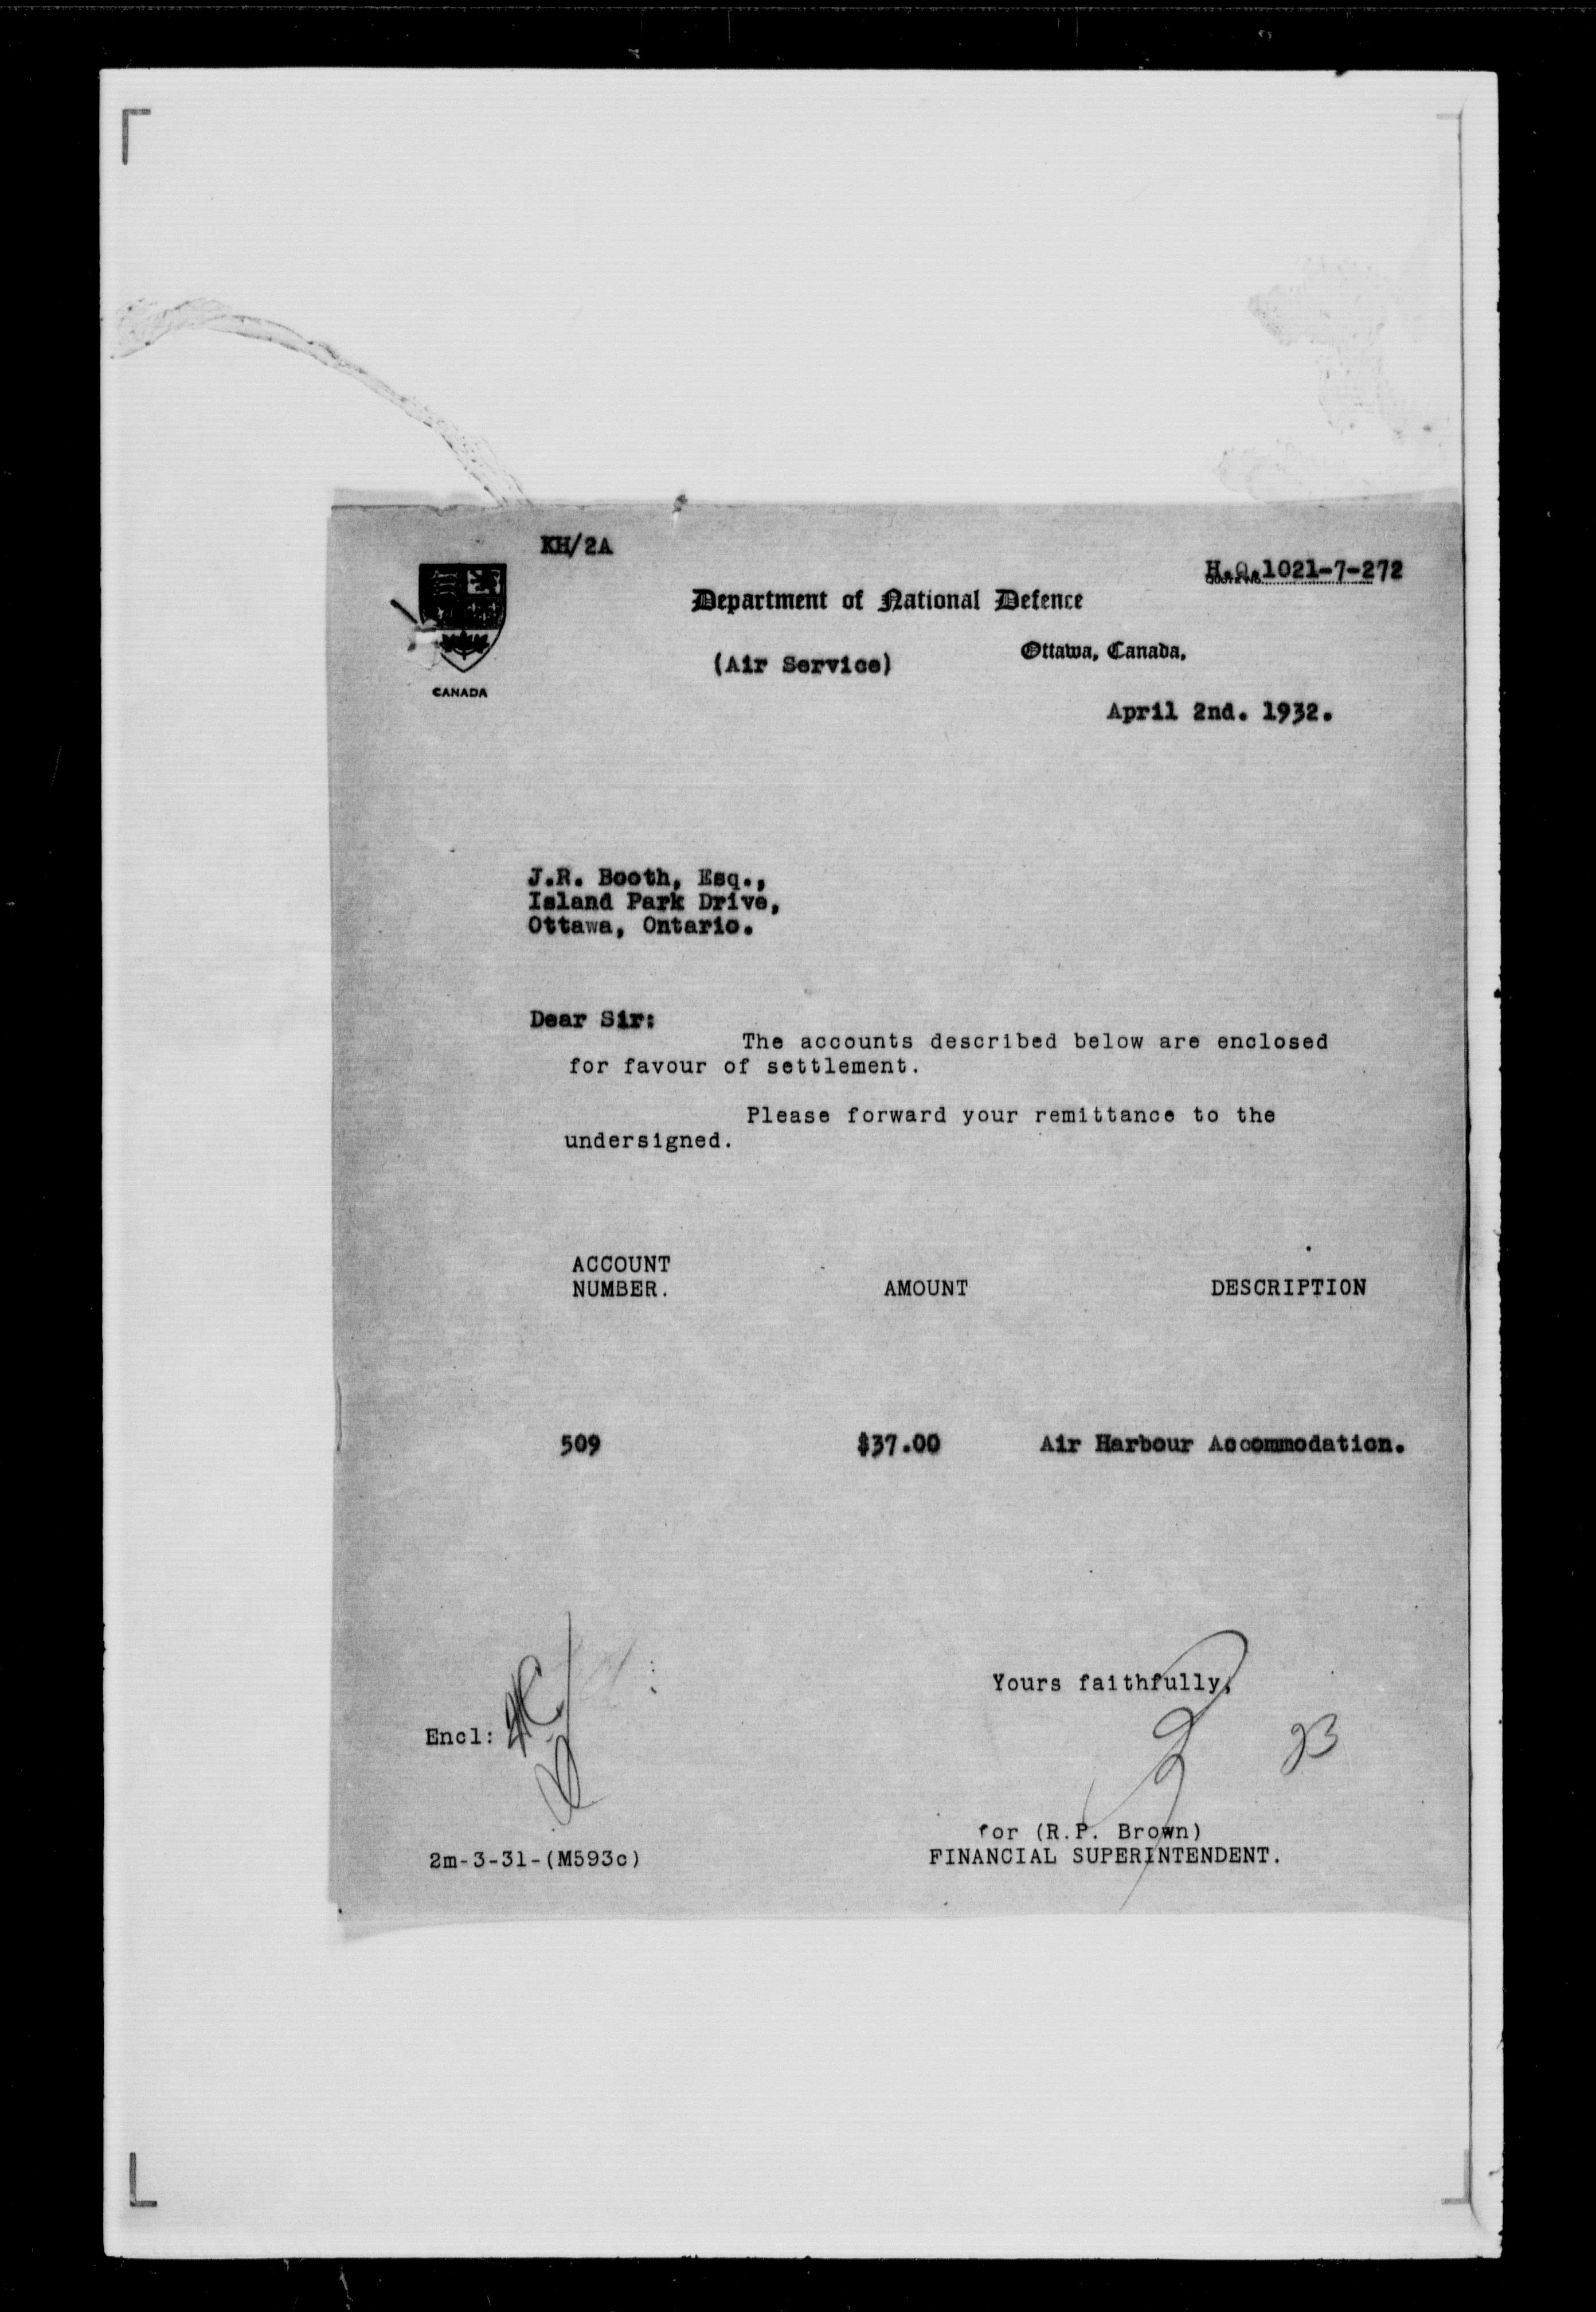 KH/2A
H.Q.1021-7-272
Department of National Defence
(Air Service)
Ottawa, Canada,
CANADA
April 2nd. 1932.
J.R. Booth, Esq.,
Island Park Drive,
Ottawa, Ontario.
Dear Sir:
The accounts described below are enclosed
for favour of settlement.
Please forward your remittance to the
undersigned.
ACCOUNT
NUMBER. AMOUNT DESCRIPTION
509 $37.00 Air Harbour Accommodation.
Yours faithfully,
Encl:
for (R.P. Brown)
2m-3-31-(M593c) FINANCIAL SUPERINTENDENT.